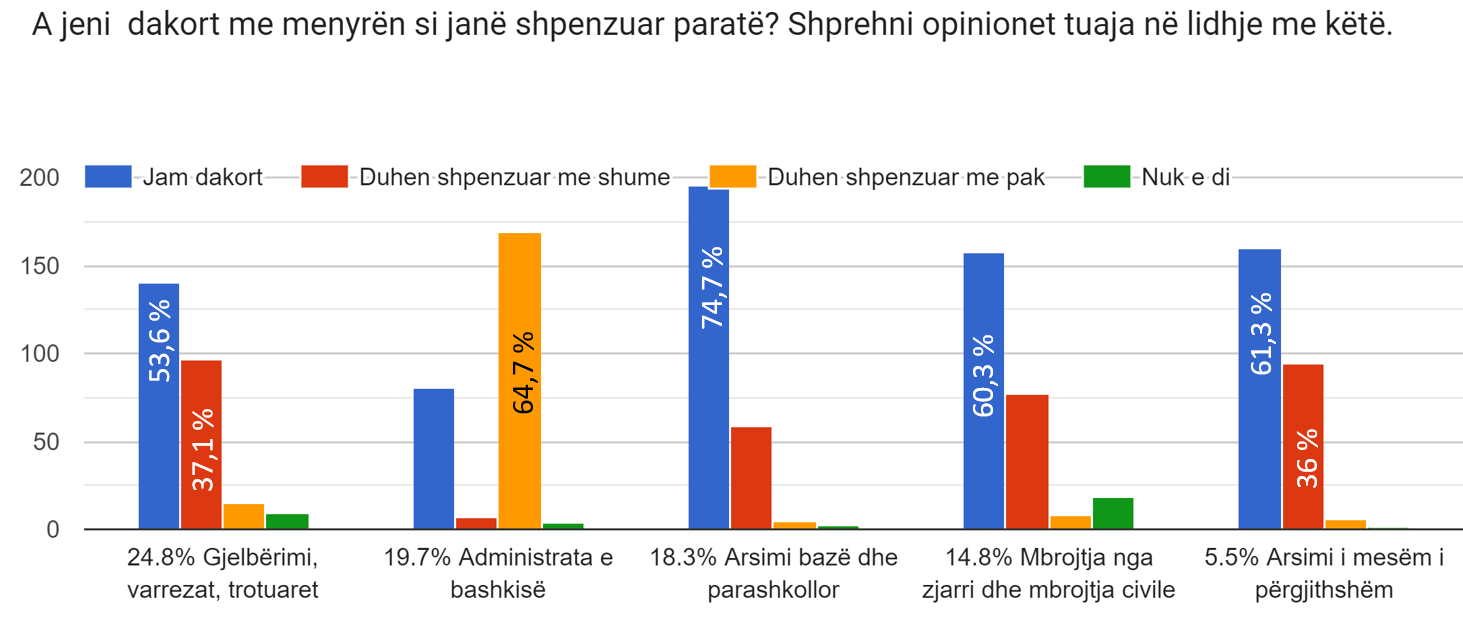 A jeni  dakort me menyrën si janë shpenzuar paratë? Shprehni opinionet tuaja në lidhje me këtë.
200
Jam dakort
Duhen shpenzuar me shume
Duhen shpenzuar me pak
Nuk e di
150
100
50
0
53,6 %
37,1 %
64,7 %
74,7 %
60,3 %
61,3 %
36 %
24.8% Gjelbërimi,
varrezat, trotuaret
19.7% Administrata e
bashkisë
18.3% Arsimi bazë dhe
parashkollor
14.8% Mbrojtja nga
zjarri dhe mbrojtja civile
5.5% Arsimi i mesëm i
përgjithshëm